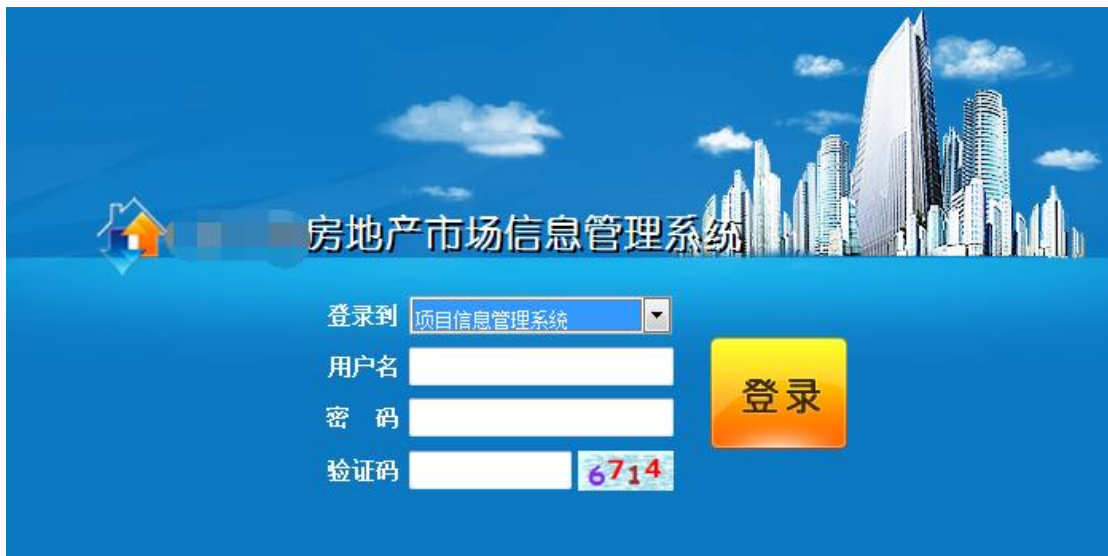 房地产市场信息管理系统
登录到 项目信息管理系统
用户名
密 码
登录
验证码 6714